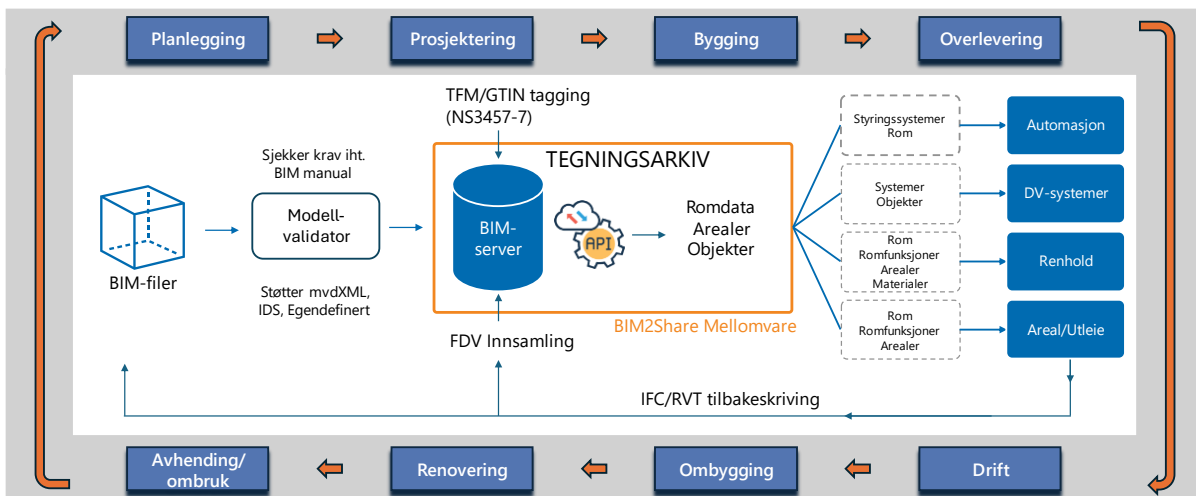 Planlegging
Prosjektering
Bygging
Overlevering
TFM/GTIN tagging
(NS3457-7)
Sjekker krav iht.
BIM manual
BIM-filer
Modell-
validator
Støtter mvdXML,
IDS, Egendefinert
TEGNINGSARKIV
BIM-
server
API
Romdata
Arealer
Objekter
BIM2Share Mellomvare
FDV Innsamling
Styringssystemer
Rom
Automasjon
Systemer
Objekter
DV-systemer
Rom
Romfunksjoner
Arealer
Materialer
Renhold
Rom
Romfunksjoner
Arealer
Areal/Utleie
IFC/RVT tilbakeskriving
Avhending/
ombruk
Renovering
Ombygging
Drift